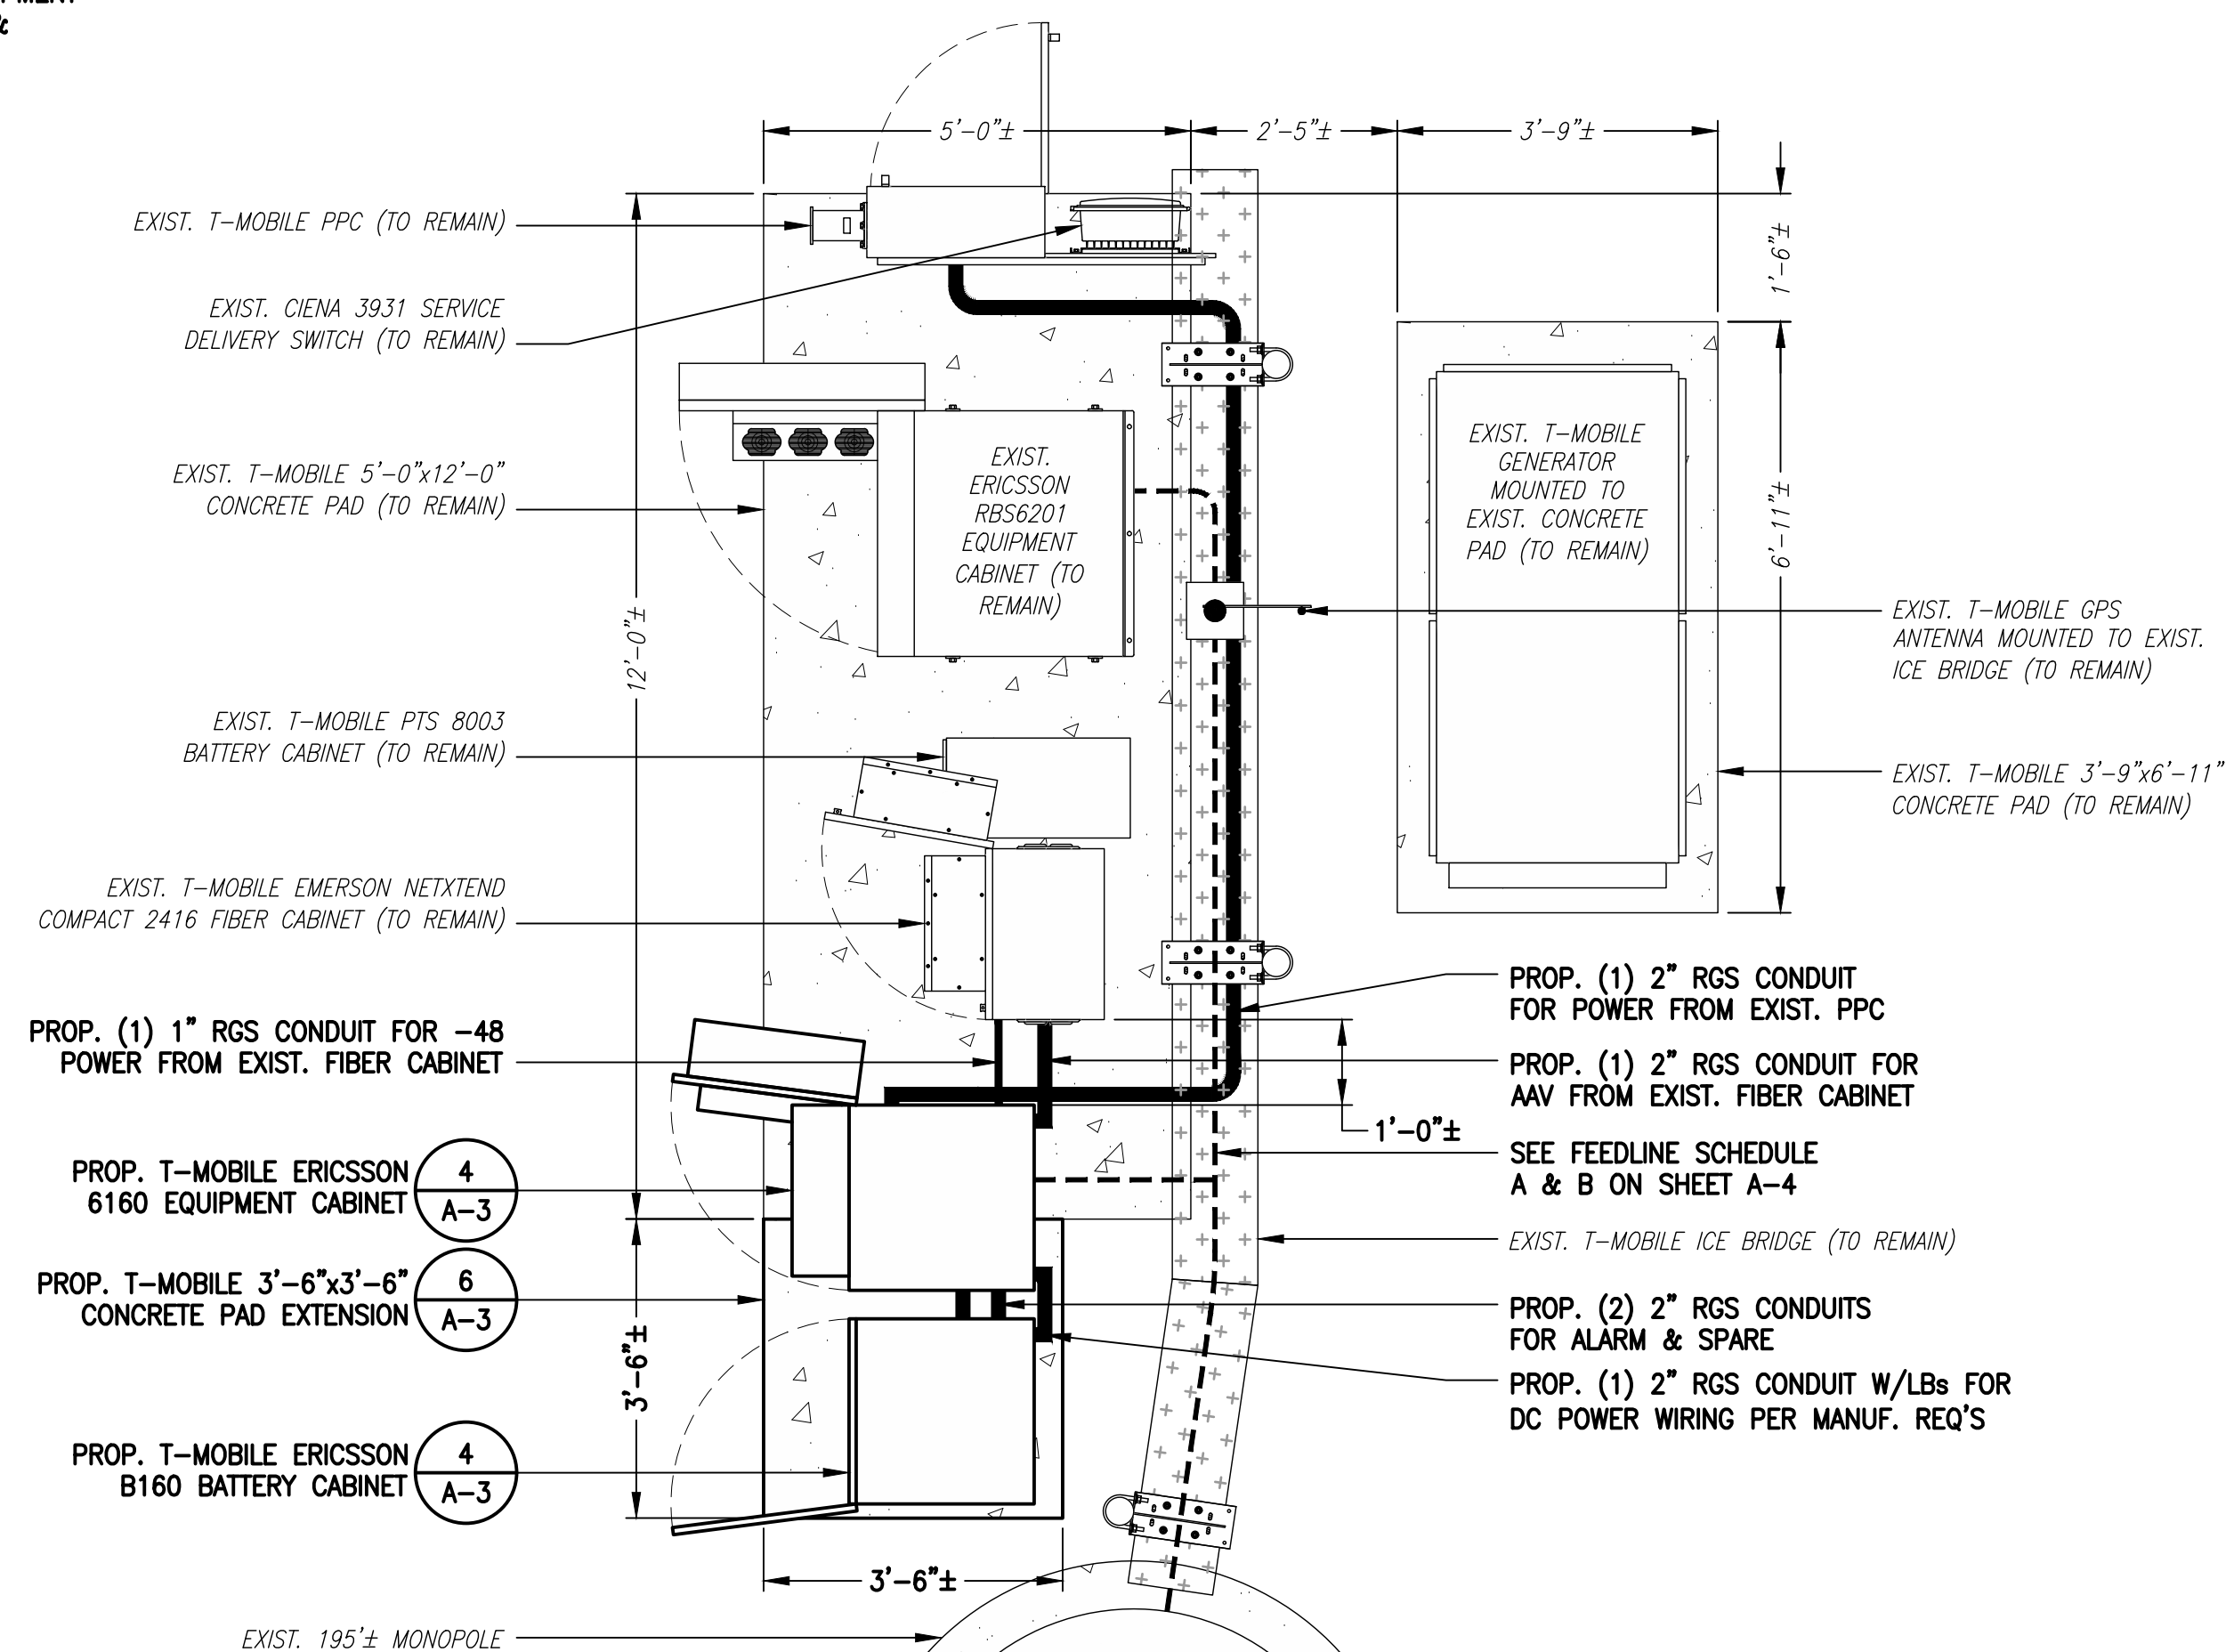 &
5'-0"±
2'-5"±
3'-9"±
1'-6"±
EXIST. T-MOBILE PPC (TO REMAIN)
EXIST. CIENA 3931 SERVICE
DELIVERY SWITCH (TO REMAIN)
EXIST. T-MOBILE 5'-0"x12'-0"
CONCRETE PAD (TO REMAIN)
EXIST.
ERICSSON
RBS6201
EQUIPMENT
CABINET (TO
REMAIN)
EXIST. T-MOBILE
GENERATOR
MOUNTED TO
EXIST. CONCRETE
PAD (TO REMAIN)
6'-11"±
12'-0"±
EXIST. T-MOBILE GPS
ANTENNA MOUNTED TO EXIST.
ICE BRIDGE (TO REMAIN)
EXIST. T-MOBILE PTS 8003
BATTERY CABINET (TO REMAIN)
EXIST. T-MOBILE 3'-9"x6'-11"
CONCRETE PAD (TO REMAIN)
EXIST. T-MOBILE EMERSON NETXTEND
COMPACT 2416 FIBER CABINET (TO REMAIN)
PROP. (1) 2" RGS CONDUIT
FOR POWER FROM EXIST. PPC
PROP. (1) 1" RGS CONDUIT FOR -48
POWER FROM EXIST. FIBER CABINET
PROP. (1) 2" RGS CONDUIT FOR
AAV FROM EXIST. FIBER CABINET
1'-0"±
SEE FEEDLINE SCHEDULE
A & B ON SHEET A-4
PROP. T-MOBILE ERICSSON
6160 EQUIPMENT CABINET
4
A-3
EXIST. T-MOBILE ICE BRIDGE (TO REMAIN)
PROP. T-MOBILE 3'-6"x3'-6"
CONCRETE PAD EXTENSION
6
A-3
PROP. (2) 2" RGS CONDUITS
FOR ALARM & SPARE
3'-6"±
PROP. (1) 2" RGS CONDUIT W/LBs FOR
DC POWER WIRING PER MANUF. REQ'S
PROP. T-MOBILE ERICSSON
B160 BATTERY CABINET
4
A-3
3'-6"±
EXIST. 195'± MONOPOLE